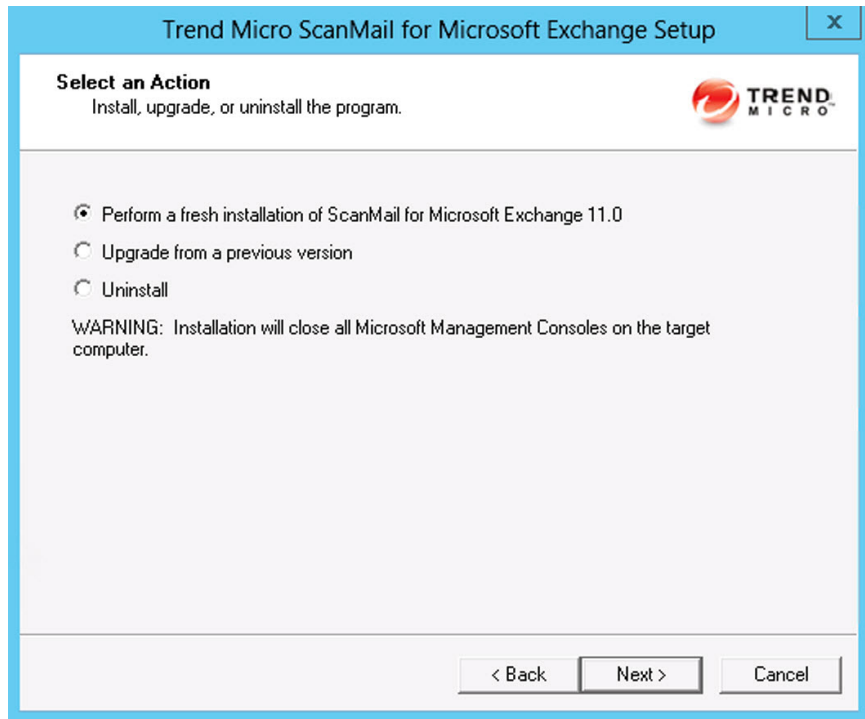 Trend Micro ScanMail for Microsoft Exchange Setup
x
Select an Action
Install, upgrade, or uninstall the program.
TREND
MICRO™
Perform a fresh installation of ScanMail for Microsoft Exchange 11.0
Upgrade from a previous version
Uninstall
WARNING: Installation will close all Microsoft Management Consoles on the target
computer.
< Back
Next >
Cancel